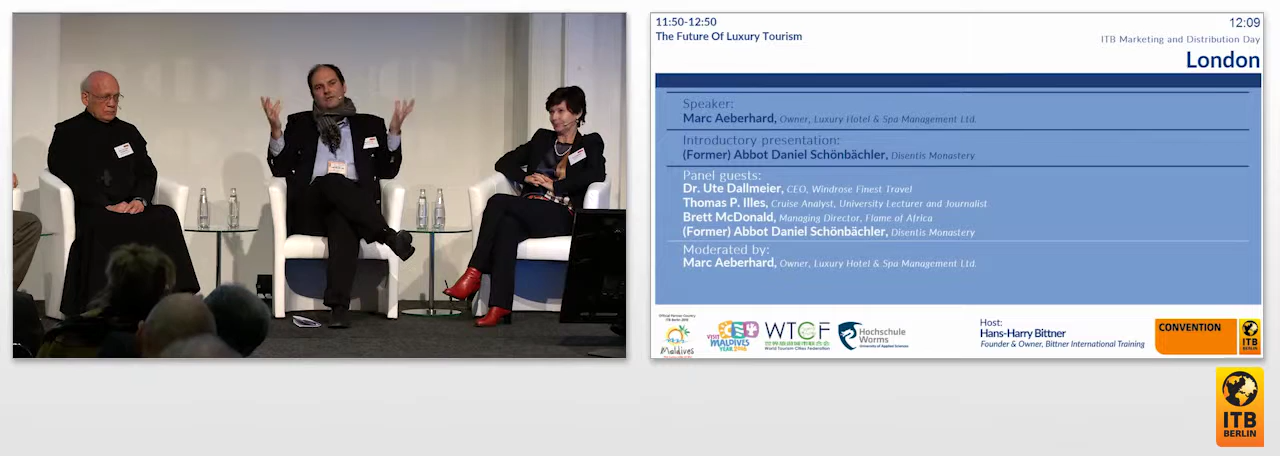 11:50-12:50
12:09
The Future Of Luxury Tourism
ITB Marketing and Distribution Day
London
Speaker:
Marc Aeberhard, Owner, Luxury Hotel & Spa Management Ltd.
Introductory presentation:
(Former) Abbot Daniel Schönbächler, Disentis Monastery
Panel guests:
Dr. Ute Dallmeier, CEO, Windrose Finest Travel
Thomas P. Illes, Cruise Analyst, University Lecturer and Journalist
Brett McDonald, Managing Director, Flame of Africa
(Former) Abbot Daniel Schönbächler, Disentis Monastery
Moderated by:
Marc Aeberhard, Owner, Luxury Hotel & Spa Management Ltd.
Maldives
VISIT
MALDIVES
YEAR 2016
WTCF
World Tourism Cities Federation
Hochschule
Worms
University of Applied Sciences
Host:
Hans-Harry Bittner
Founder & Owner, Bittner International Training
CONVENTION
ITB
BERLIN
ITB
BERLIN